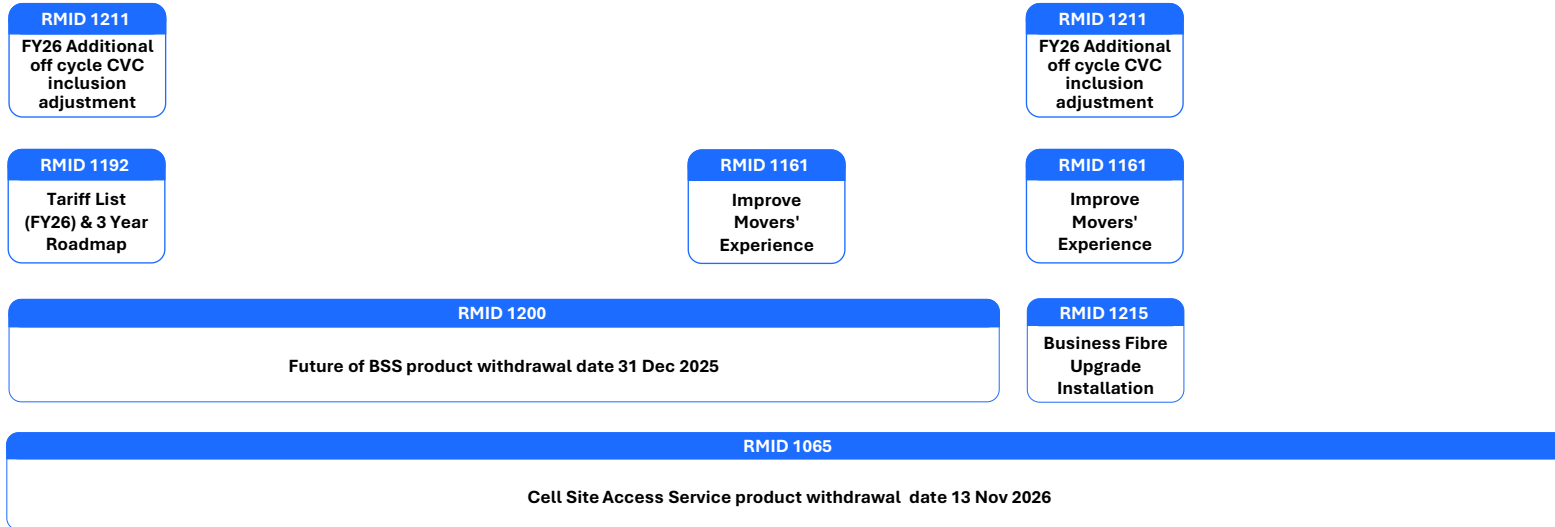 RMID 1211
FY26 Additional
off cycle CVC
inclusion
adjustment
RMID 1211
FY26 Additional
off cycle CVC
inclusion
adjustment
RMID 1192
Tariff List
(FY26) & 3 Year
Roadmap
RMID 1161
Improve
Movers'
Experience
RMID 1161
Improve
Movers'
Experience
RMID 1200
Future of BSS product withdrawal date 31 Dec 2025
RMID 1215
Business Fibre
Upgrade
Installation
RMID 1065
Cell Site Access Service product withdrawal  date 13 Nov 2026